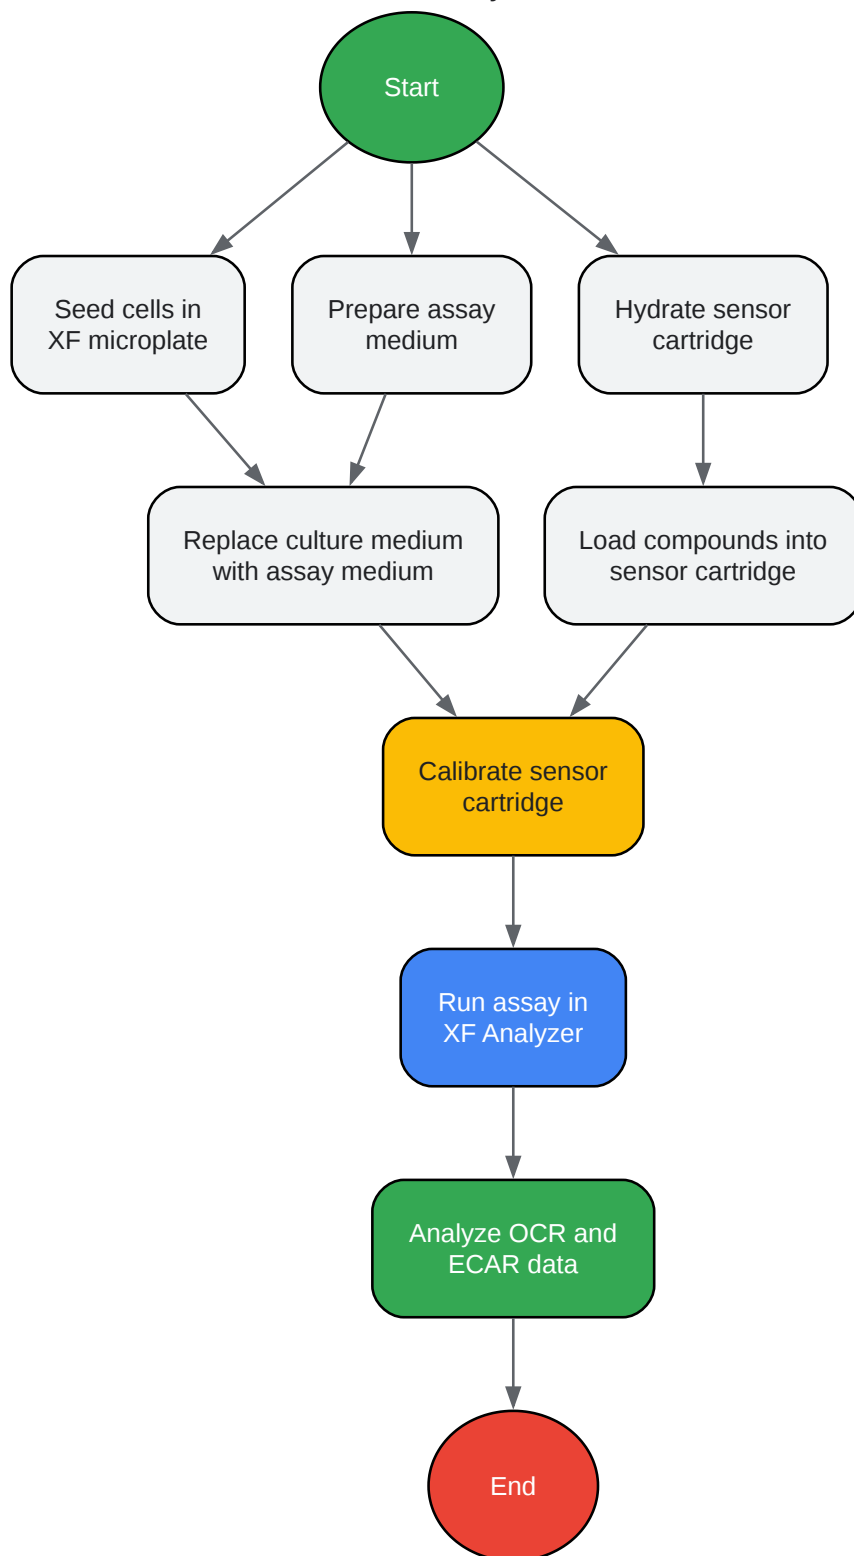 Start
Seed cells in
XF microplate
Prepare assay
medium
Hydrate sensor
cartridge
Replace culture medium
with assay medium
Load compounds into
sensor cartridge
Calibrate sensor
cartridge
Run assay in
XF Analyzer
Analyze OCR and
ECAR data
End